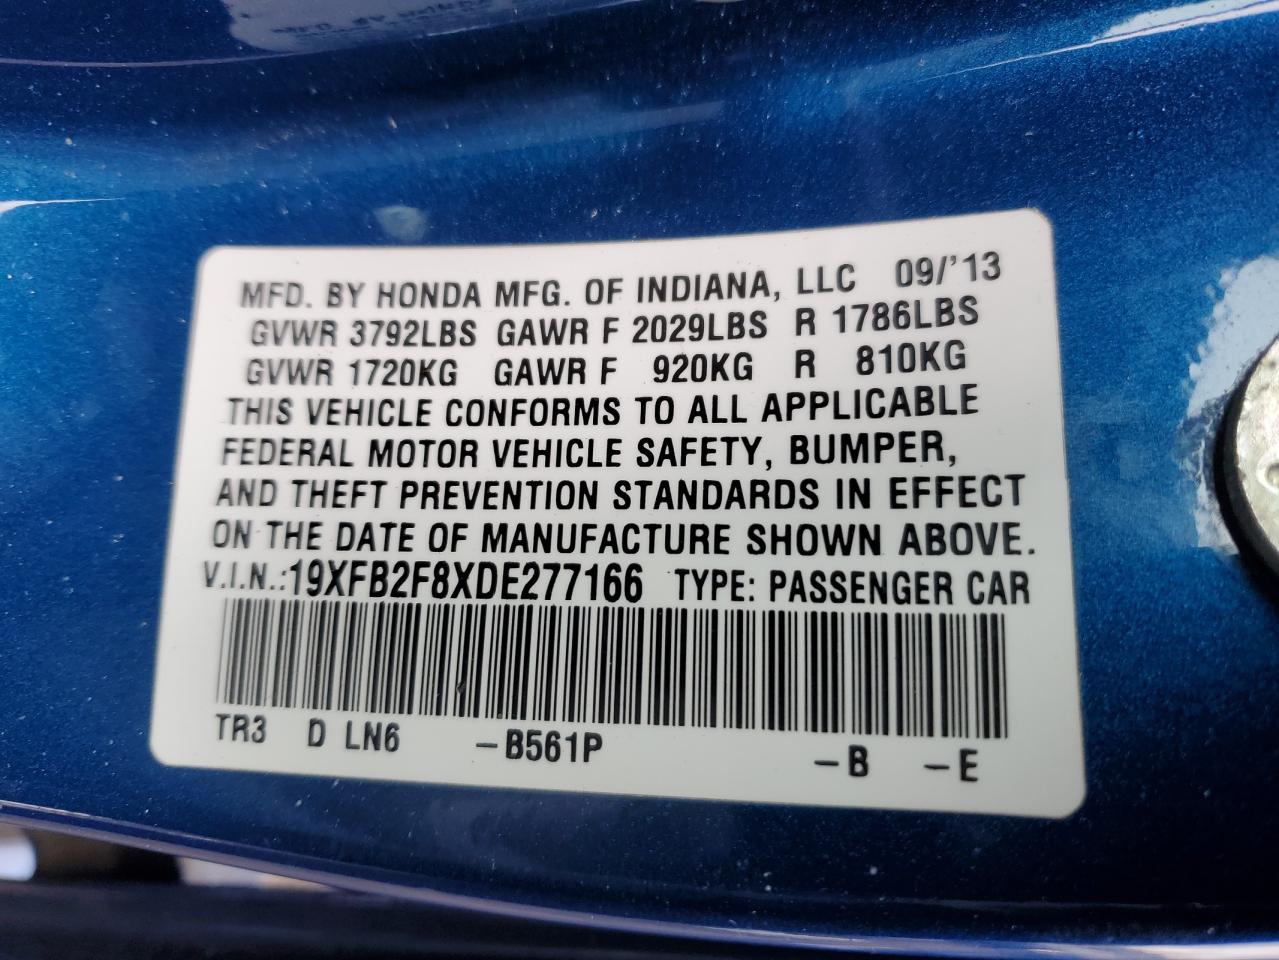 MFD. BY HONDA MFG. OF INDIANA, LLC 09/'13
GVWR 3792LBS GAWR F 2029LBS R 1786LBS
GVWR 1720KG GAWR F 920KG R 810KG
THIS VEHICLE CONFORMS TO ALL APPLICABLE
FEDERAL MOTOR VEHICLE SAFETY, BUMPER,
AND THEFT PREVENTION STANDARDS IN EFFECT
ON THE DATE OF MANUFACTURE SHOWN ABOVE.
V.I.N.:19XFB2F8XDE277166 TYPE: PASSENGER CAR
TR3 D LN6 -B561P -B -E